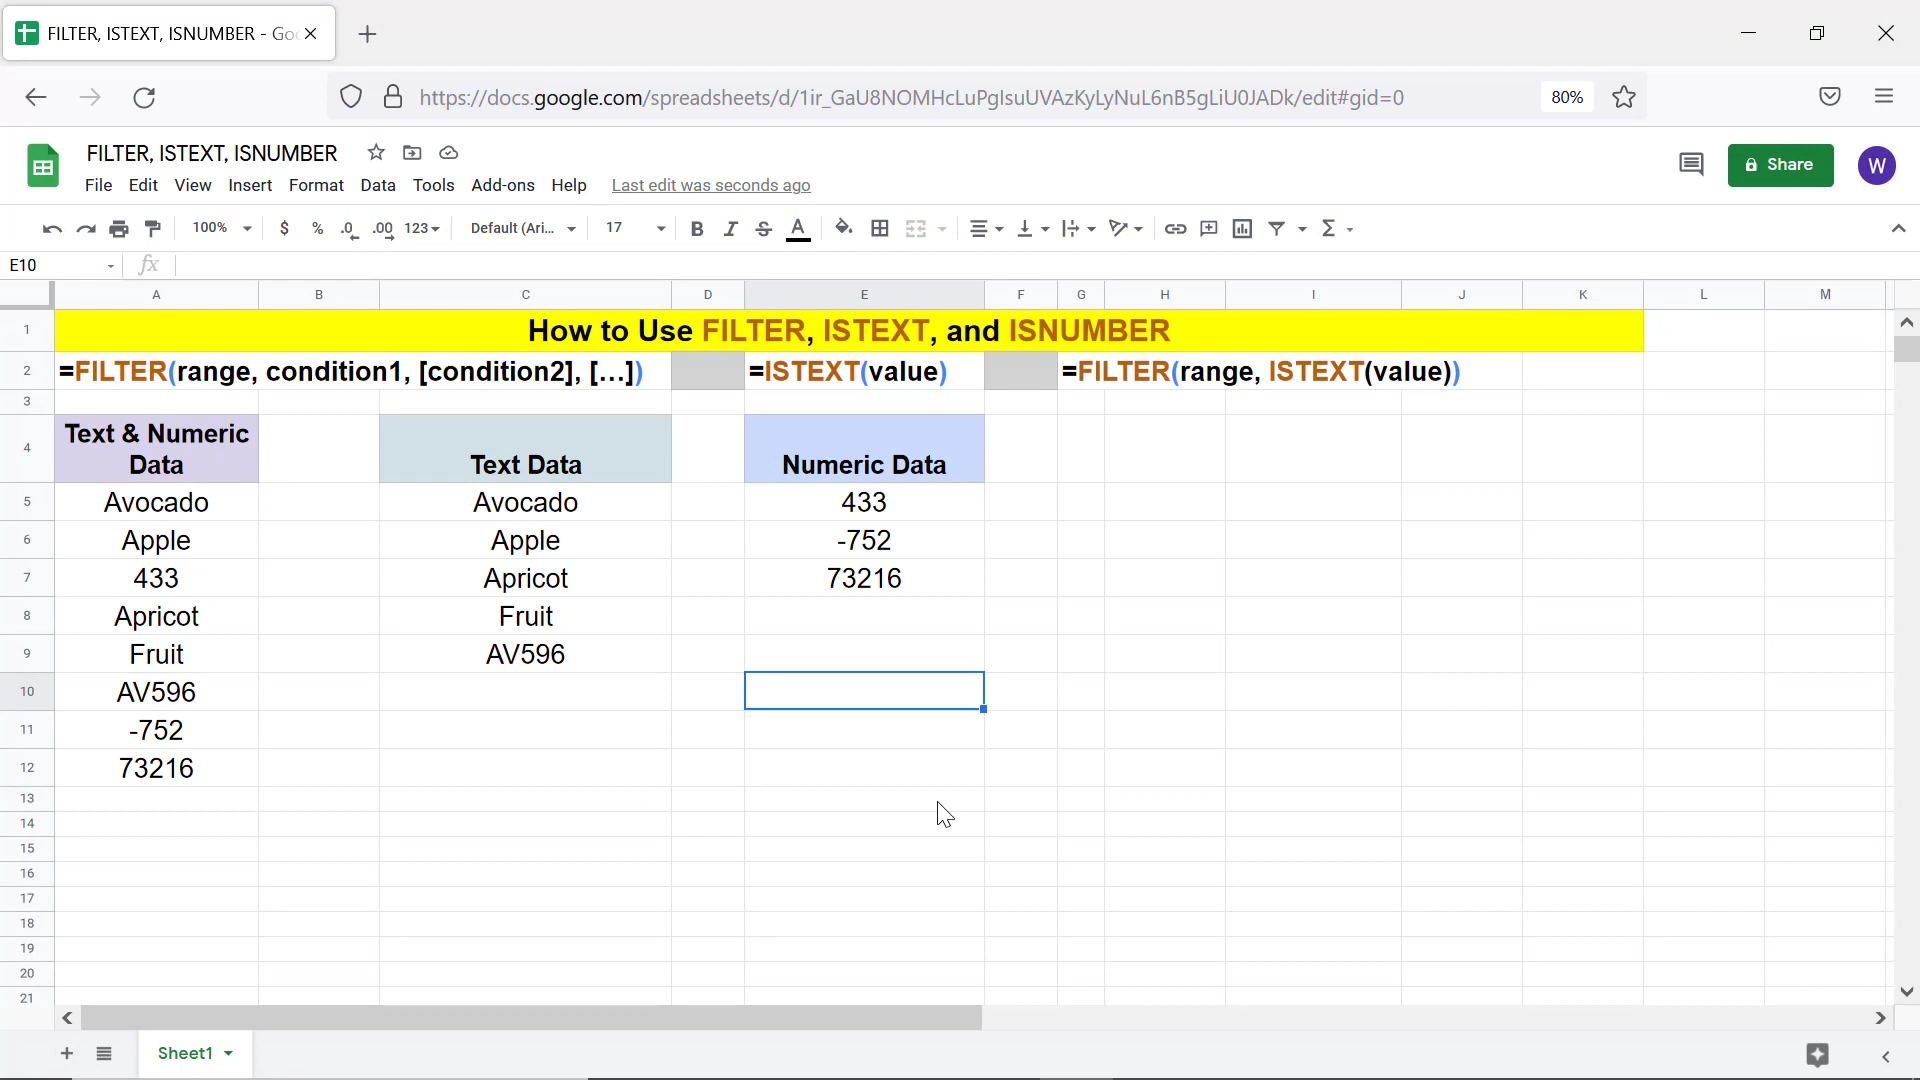 FILTER, ISTEXT, ISNUMBER - Goo
https://docs.google.com/spreadsheets/d/1ir_GaU8NOMHcLuPglsuUVAzKyLyNuL6nB5gLiU0JADk/edit#gid=0
80%
FILTER, ISTEXT, ISNUMBER
File Edit View Insert Format Data Tools Add-ons Help Last edit was seconds ago
Share
W
100% $ % .0 .00 123 Default (Ari... 17 B I S A
E10 fx
A B C D E F G H I J K L M
1 How to Use FILTER, ISTEXT, and ISNUMBER
2 =FILTER(range, condition1, [condition2], [...]) =ISTEXT(value) =FILTER(range, ISTEXT(value))
3
4 Text & Numeric Data Text Data Numeric Data
5 Avocado Avocado 433
6 Apple Apple -752
7 433 Apricot 73216
8 Apricot Fruit
9 Fruit AV596
10 AV596
11 -752
12 73216
13
14
15
16
17
18
19
20
21
Sheet1